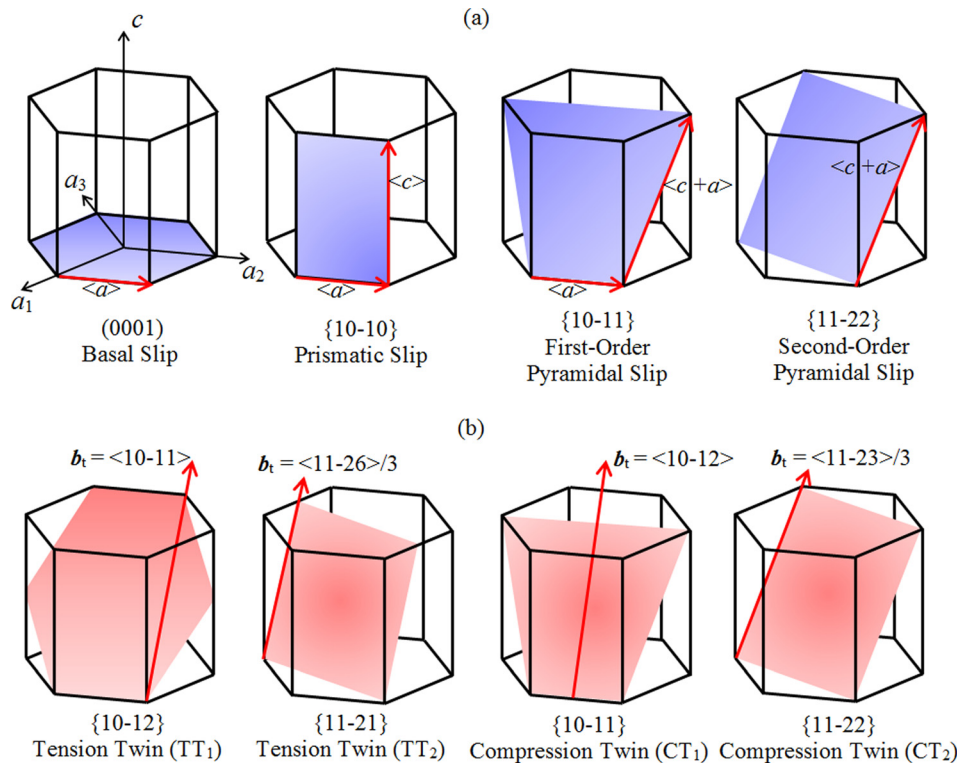 (a)
c
a3
a2
a1
<a>
(0001)
Basal Slip
<c>
<a>
{10-10}
Prismatic Slip
<c+a>
<a>
{10-11}
First-Order
Pyramidal Slip
<c+a>
{11-22}
Second-Order
Pyramidal Slip
(b)
bt = <10-11>
{10-12}
Tension Twin (TT1)
bt = <11-26>/3
{11-21}
Tension Twin (TT2)
bt = <10-12>
{10-11}
Compression Twin (CT1)
bt = <11-23>/3
{11-22}
Compression Twin (CT2)